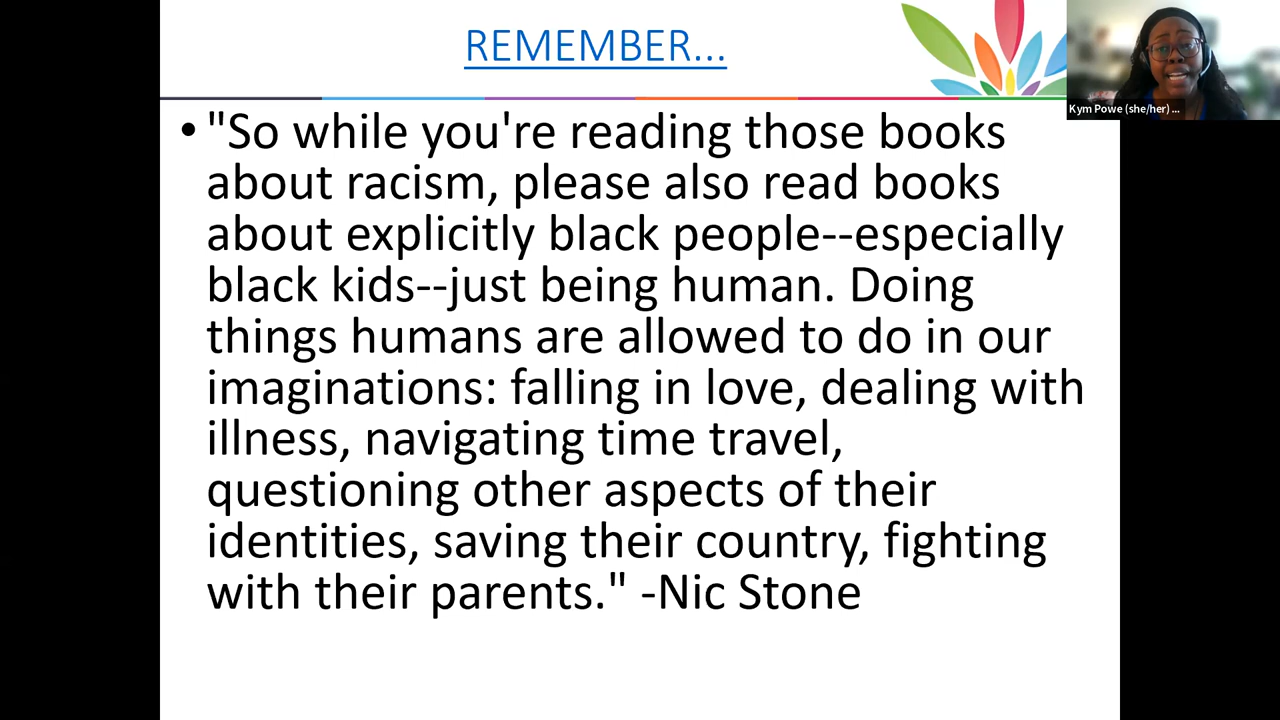 REMEMBER...
Kym Powe (she/her) ...
• "So while you're reading those books
about racism, please also read books
about explicitly black people--especially
black kids--just being human. Doing
things humans are allowed to do in our
imaginations: falling in love, dealing with
illness, navigating time travel,
questioning other aspects of their
identities, saving their country, fighting
with their parents." -Nic Stone